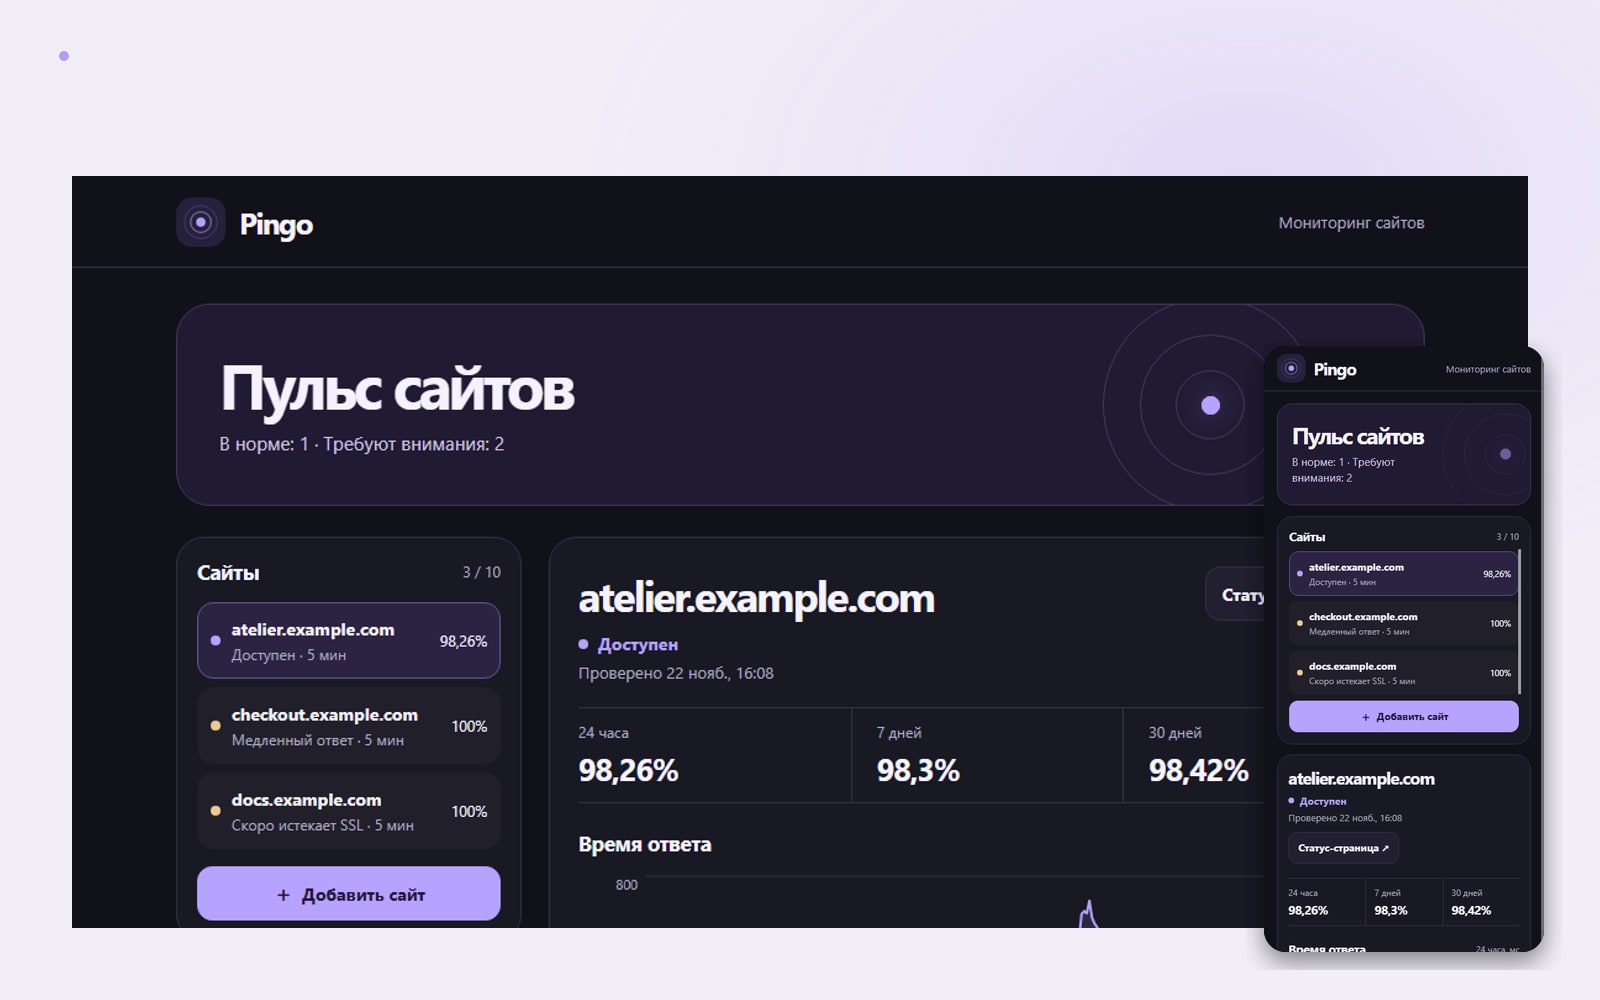 Pingo
Мониторинг сайтов
Пульс сайтов
В норме: 1 · Требуют внимания: 2
Сайты
3 / 10
atelier.example.com
Доступен · 5 мин
98,26%
checkout.example.com
Медленный ответ · 5 мин
100%
docs.example.com
Скоро истекает SSL · 5 мин
100%
+ Добавить сайт
atelier.example.com
Доступен
Проверено 22 нояб., 16:08
24 часа
98,26%
7 дней
98,3%
30 дней
98,42%
Время ответа
800
Pingo
Мониторинг сайтов
Пульс сайтов
В норме: 1 · Требуют
внимания: 2
Сайты
3 / 10
atelier.example.com
Доступен · 5 мин
98,26%
checkout.example.com
Медленный ответ · 5 мин
100%
docs.example.com
Скоро истекает SSL · 5 мин
100%
+ Добавить сайт
atelier.example.com
Доступен
Проверено 22 нояб., 16:08
Статус-страница ↗
24 часа
98,26%
7 дней
98,3%
30 дней
98,42%
Время ответа
24 часа, мс